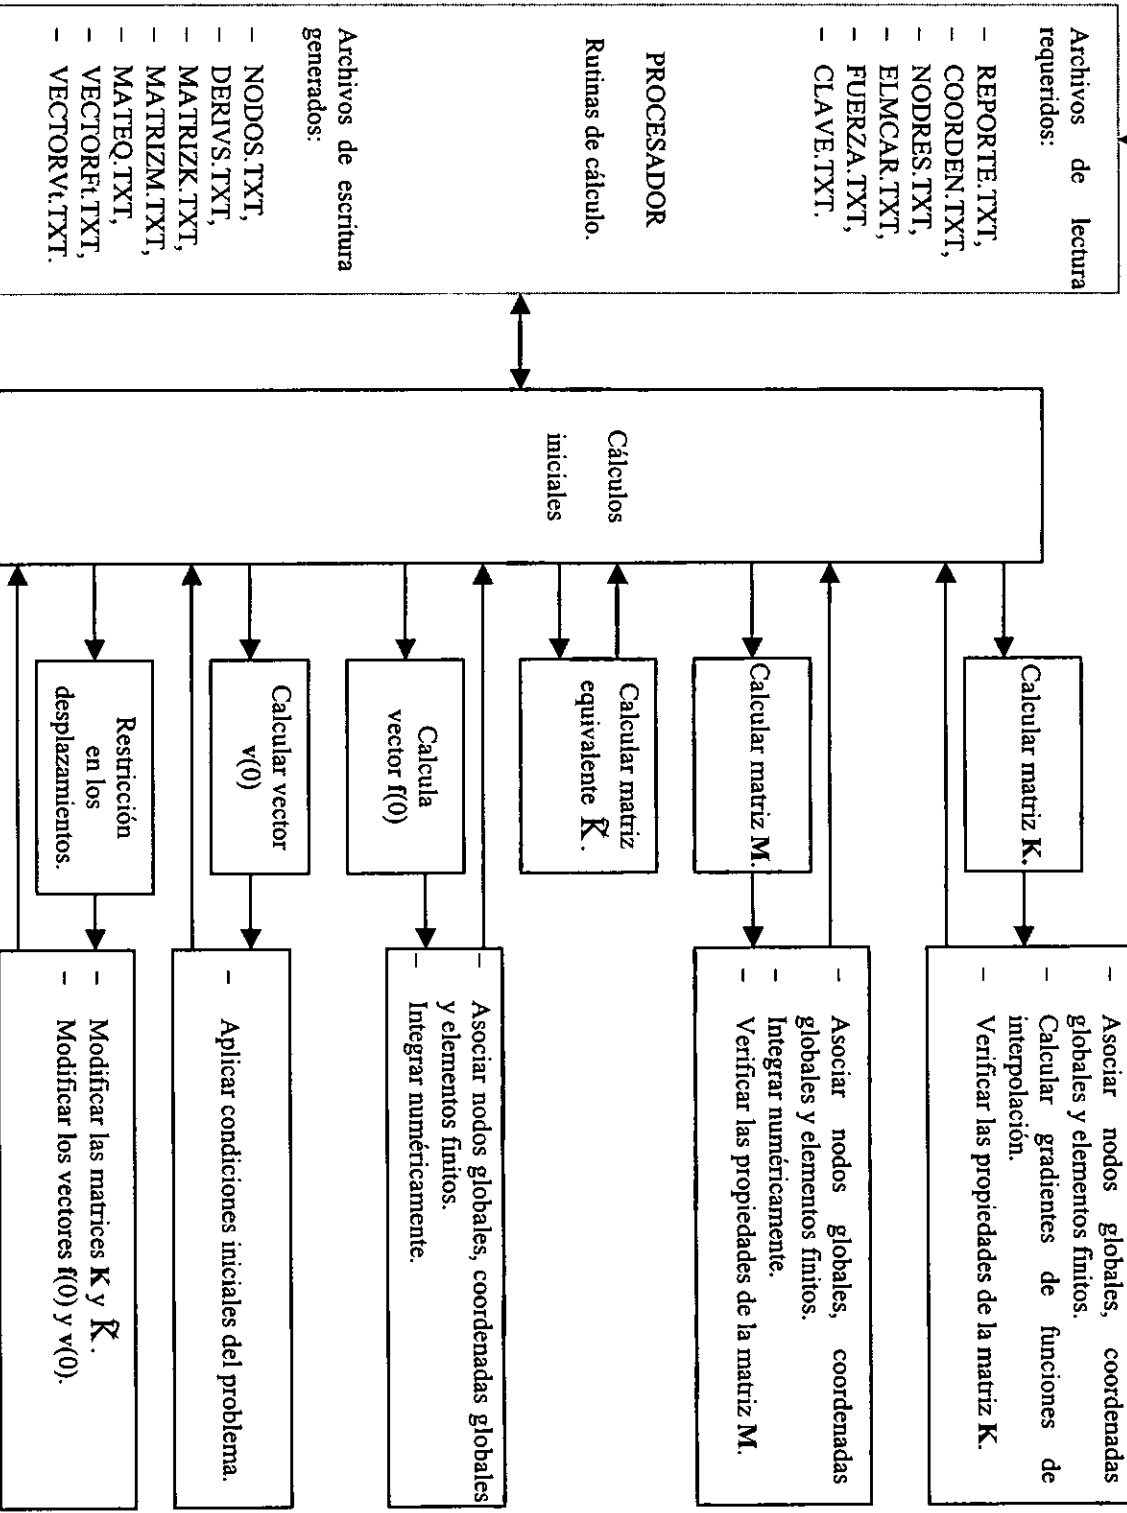 Archivos de lectura
requeridos:
– REPORTE.TXT,
– COORDEN.TXT,
– NODRES.TXT,
– ELMCAR.TXT,
– FUERZA.TXT,
– CLAVE.TXT.
PROCESADOR
Rutinas de cálculo.
Archivos de escritura
generados:
– NODOS.TXT,
– DERIVS.TXT,
– MATRIZK.TXT,
– MATRIZM.TXT,
– MATEQ.TXT,
– VECTORFt.TXT,
– VECTORVt.TXT.
Cálculos
iniciales
Calcular matriz K.
– Asociar nodos globales, coordenadas
globales y elementos finitos.
– Calcular gradientes de funciones de
interpolación.
– Verificar las propiedades de la matriz K.
Calcular matriz M.
– Asociar nodos globales, coordenadas
globales y elementos finitos.
– Integrar numéricamente.
– Verificar las propiedades de la matriz M.
Calcular matriz
equivalente K̂.
Calcula
vector f(0)
– Asociar nodos globales, coordenadas globales
y elementos finitos.
– Integrar numéricamente.
Calcular vector
v(0)
– Aplicar condiciones iniciales del problema.
Restricción
en los
desplazamientos.
– Modificar las matrices K y K̂.
– Modificar los vectores f(0) y v(0).